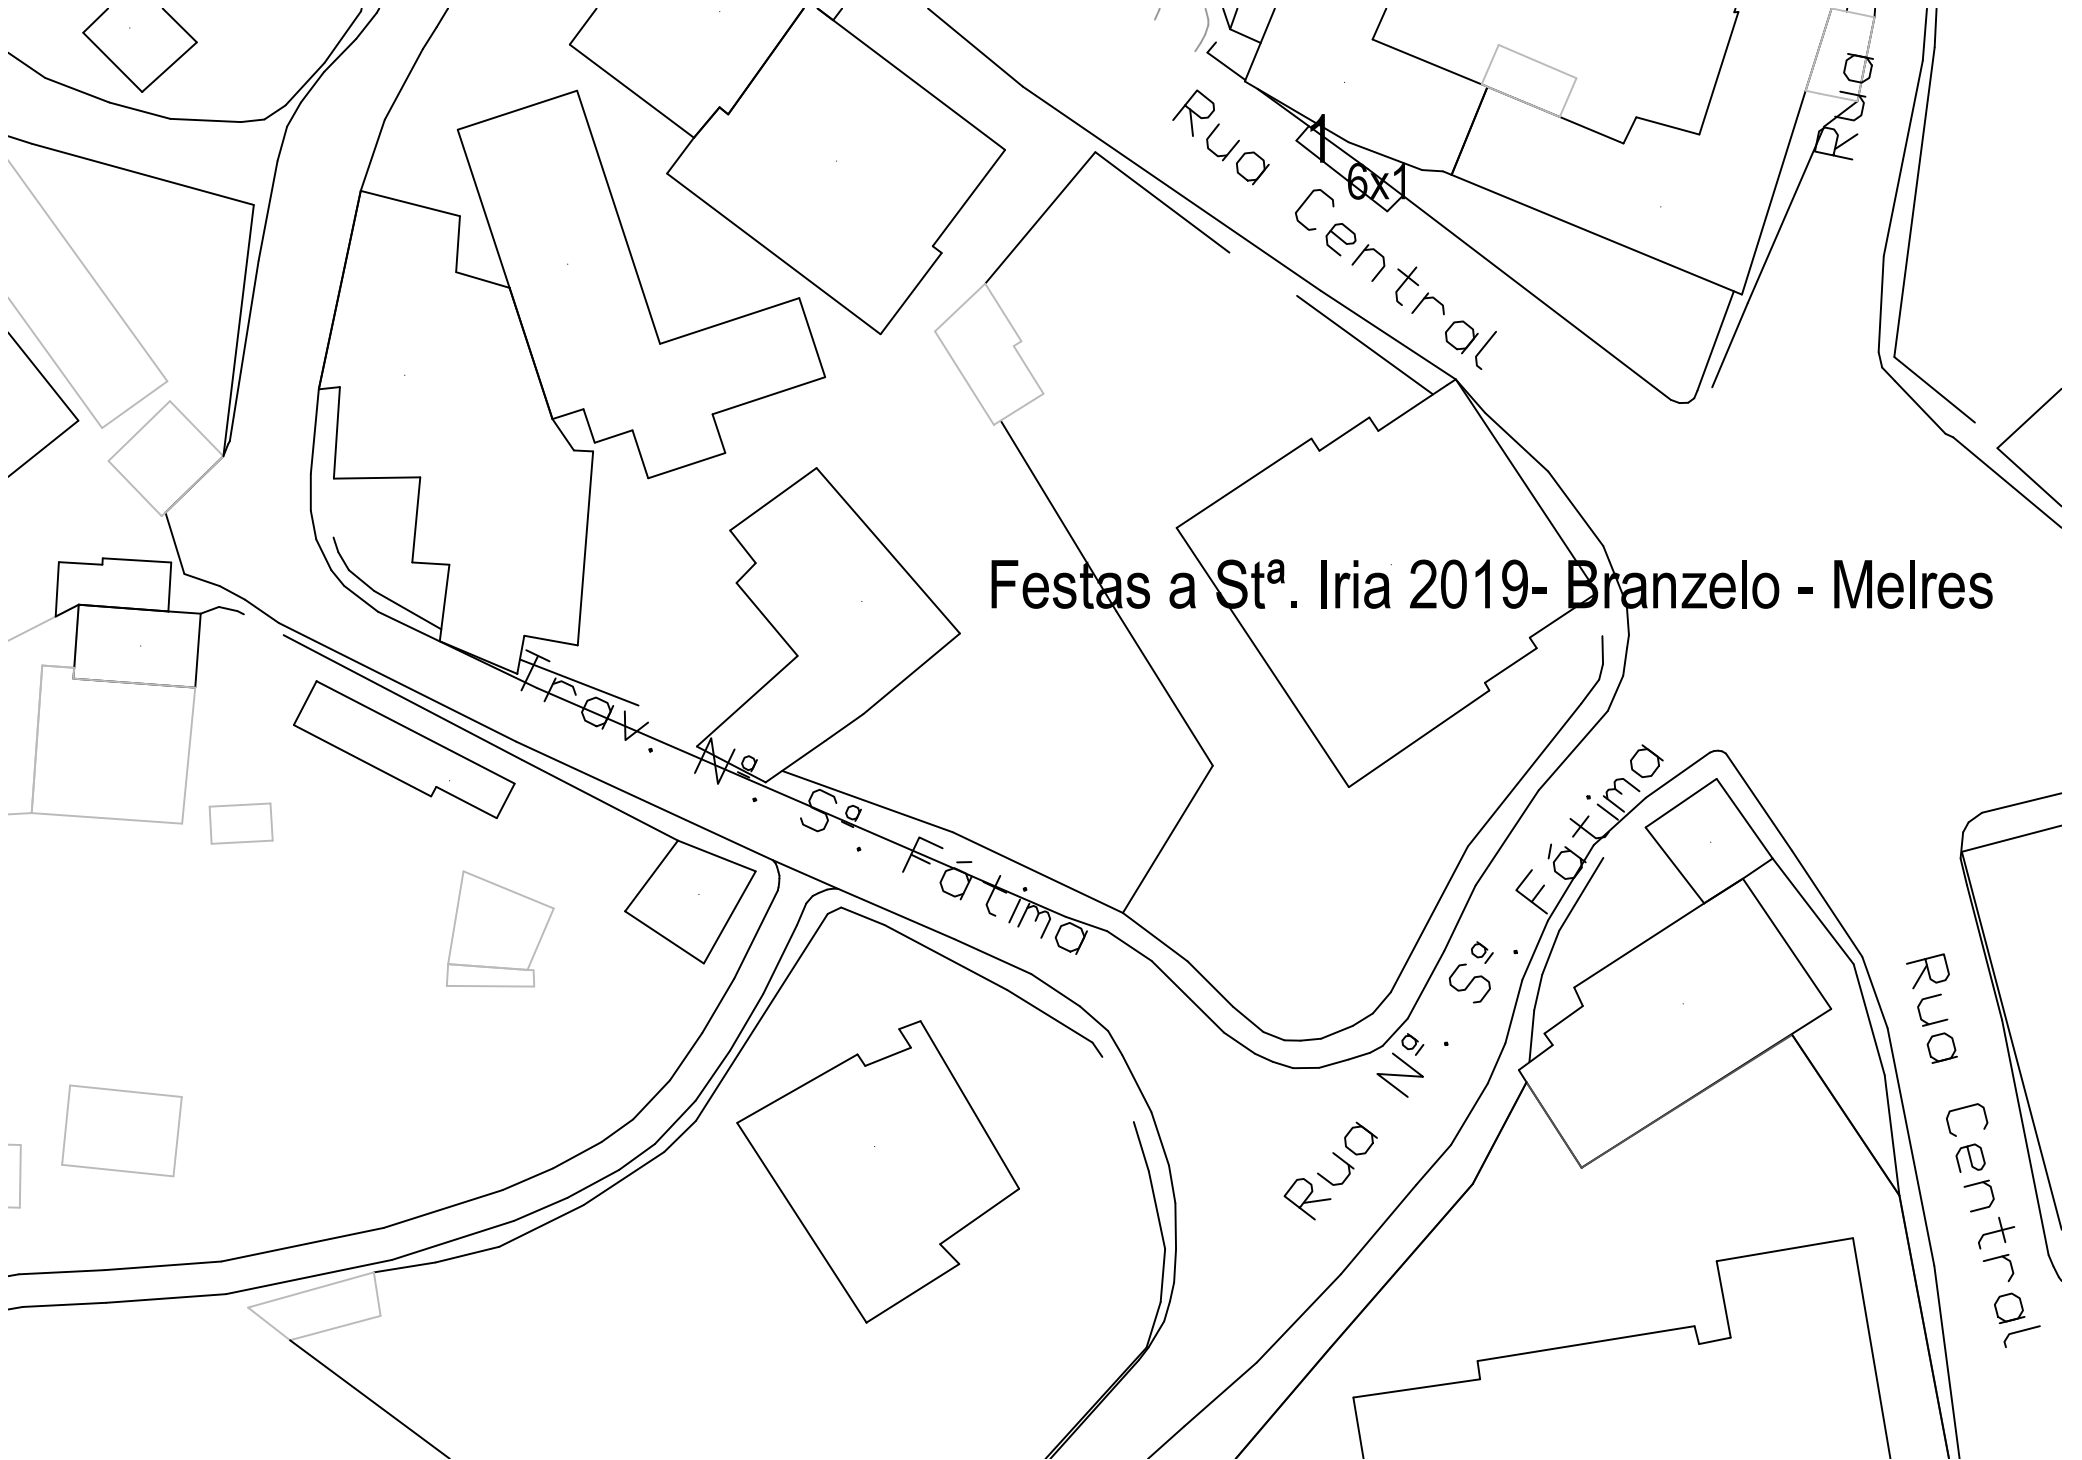 Rua
Rua Central
1
6x1
Festas a Stª. Iria 2019- Branzelo - Melres
Trav. Nª. Sª. Fátima
Rua Nª. Sª. Fátima
Rua Central